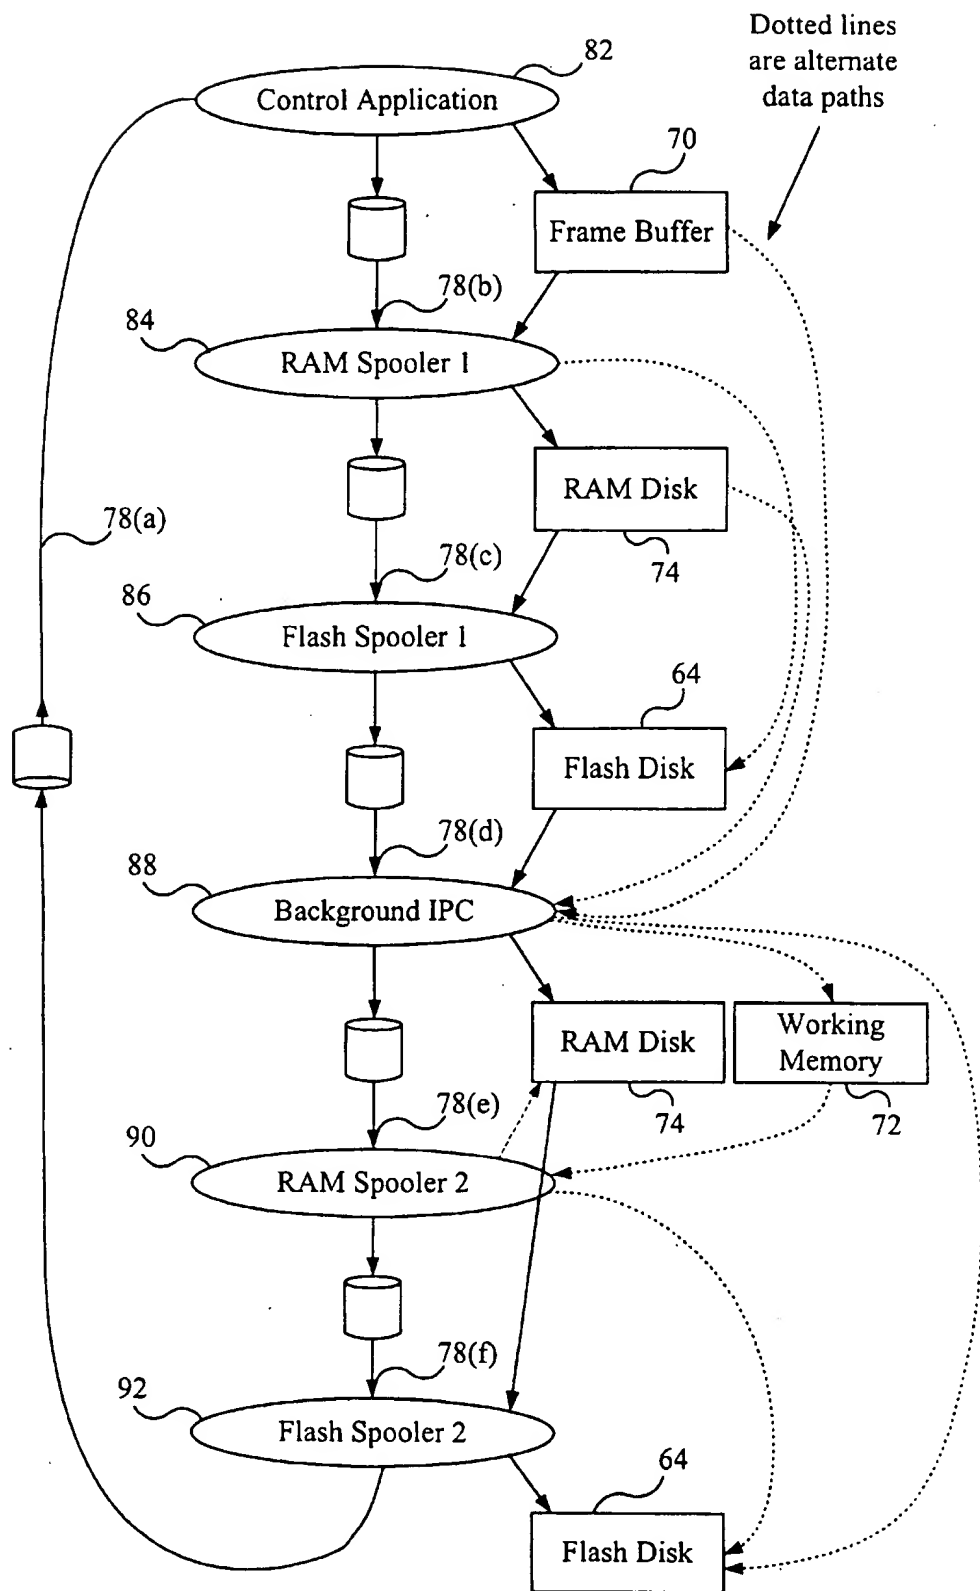 Dotted lines
are alternate
data paths
82
Control Application
70
Frame Buffer
78(b)
84
RAM Spooler 1
RAM Disk
78(a)
78(c)
74
86
Flash Spooler 1
64
Flash Disk
78(d)
88
Background IPC
RAM Disk
Working
Memory
78(e)
74
72
90
RAM Spooler 2
78(f)
92
Flash Spooler 2
64
Flash Disk